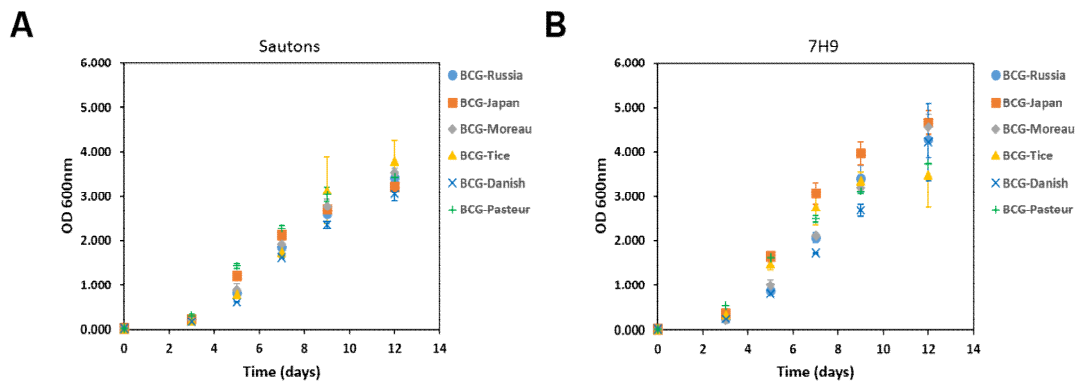 A
Sautons
6.000
5.000
4.000
3.000
2.000
1.000
0.000
OD 600nm
0 2 4 6 8 10 12 14
Time (days)
BCG-Russia
BCG-Japan
BCG-Moreau
BCG-Tice
BCG-Danish
BCG-Pasteur
B
7H9
6.000
5.000
4.000
3.000
2.000
1.000
0.000
OD 600nm
0 2 4 6 8 10 12 14
Time (days)
BCG-Russia
BCG-Japan
BCG-Moreau
BCG-Tice
BCG-Danish
BCG-Pasteur